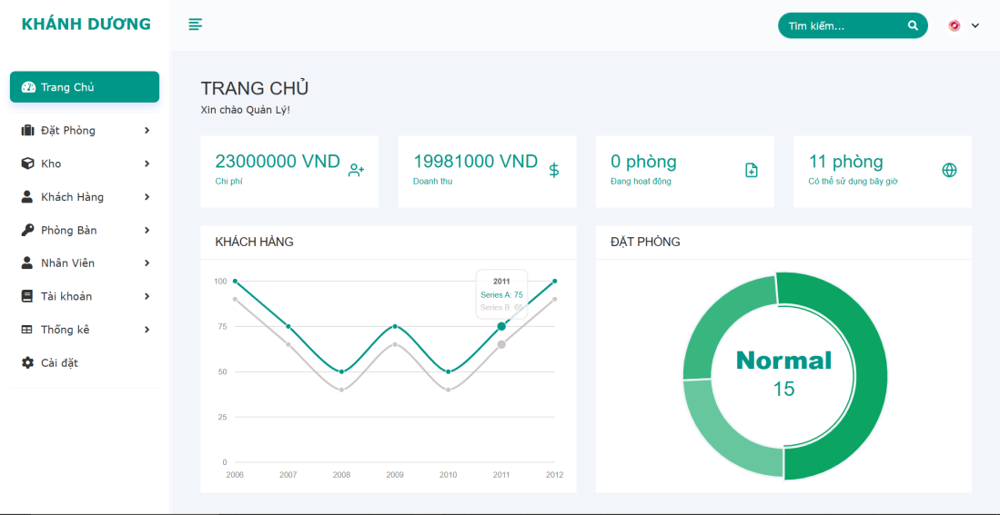 KHÁNH DƯƠNG
Tìm kiếm...
Trang Chủ
Đặt Phòng
Kho
Khách Hàng
Phòng Bàn
Nhân Viên
Tài khoản
Thống kê
Cài đặt
TRANG CHỦ
Xin chào Quản Lý!
23000000 VND
Chi phí
19981000 VND
Doanh thu
0 phòng
Đang hoạt động
11 phòng
Có thể sử dụng bây giờ
KHÁCH HÀNG
100
75
50
25
0
2006 2007 2008 2009 2010 2011 2012
2011
Series A: 75
Series B: 65
ĐẶT PHÒNG
Normal
15